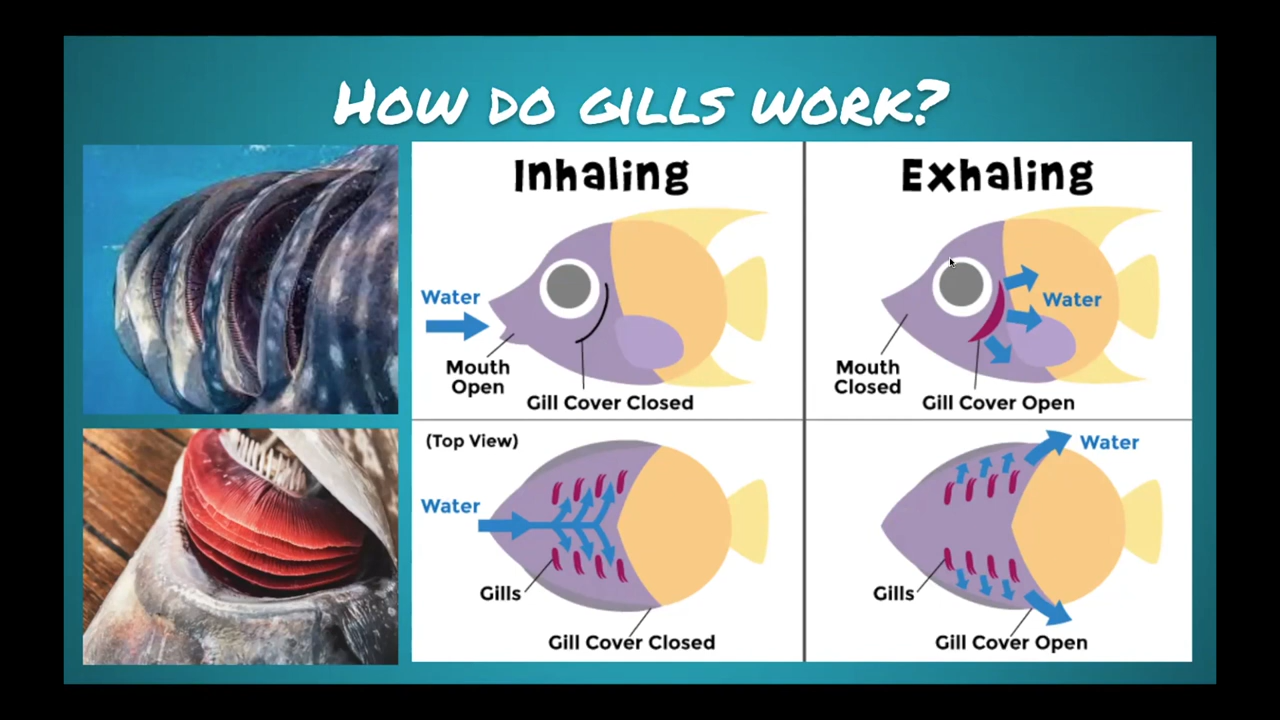 HOW DO GILLS WORK?
Inhaling
Water
Mouth
Open
Gill Cover Closed
Exhaling
Water
Mouth
Closed
Gill Cover Open
(Top View)
Water
Gills
Gill Cover Closed
Water
Gills
Gill Cover Open